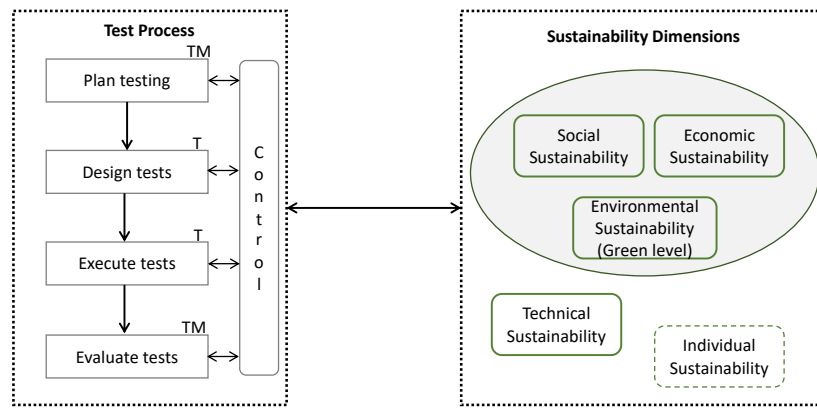 Test Process
TM
Plan testing
T
Design tests
T
Execute tests
TM
Evaluate tests
Control
Sustainability Dimensions
Social
Sustainability
Economic
Sustainability
Environmental
Sustainability
(Green level)
Technical
Sustainability
Individual
Sustainability